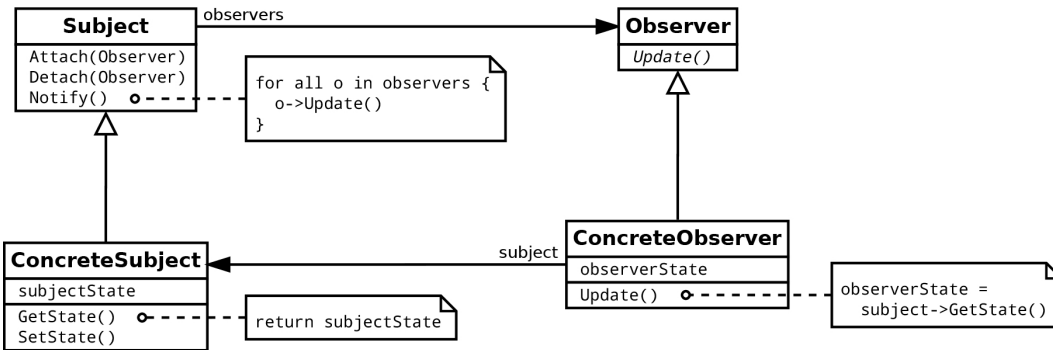 Subject
Attach(Observer)
Detach(Observer)
Notify()
observers
Observer
Update()
for all o in observers {
  o->Update()
}
ConcreteSubject
subjectState
GetState()
SetState()
return subjectState
subject
ConcreteObserver
observerState
Update()
observerState =
  subject->GetState()